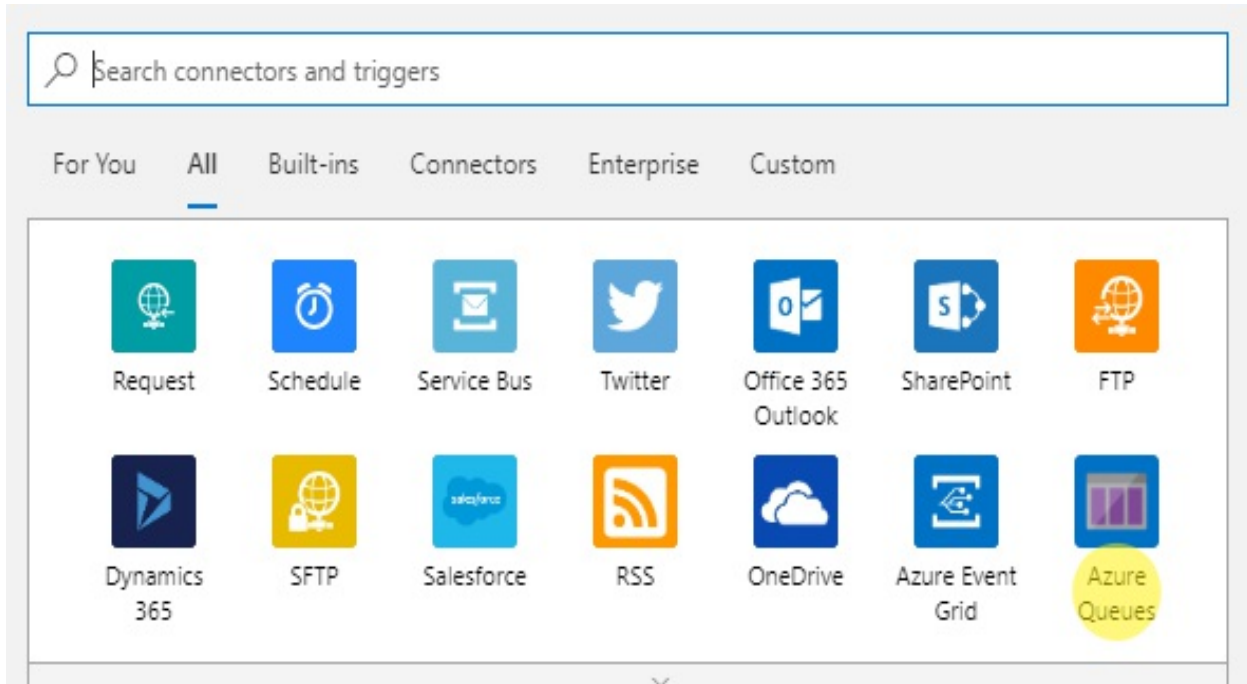 Search connectors and triggers
For You All Built-ins Connectors Enterprise Custom
Request Schedule Service Bus Twitter Office 365 SharePoint FTP
Outlook
Dynamics SFTP Salesforce RSS OneDrive Azure Event Azure
365 Grid Queues